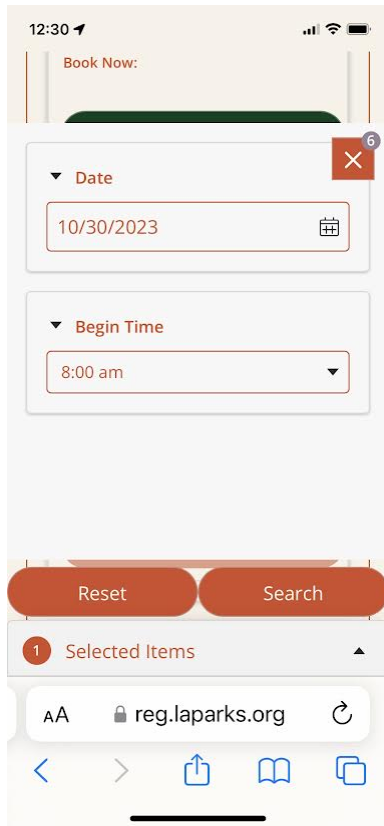 12:30
Book Now:
6
Date
10/30/2023
Begin Time
8:00 am
Reset
Search
1 Selected Items
AA
reg.laparks.org